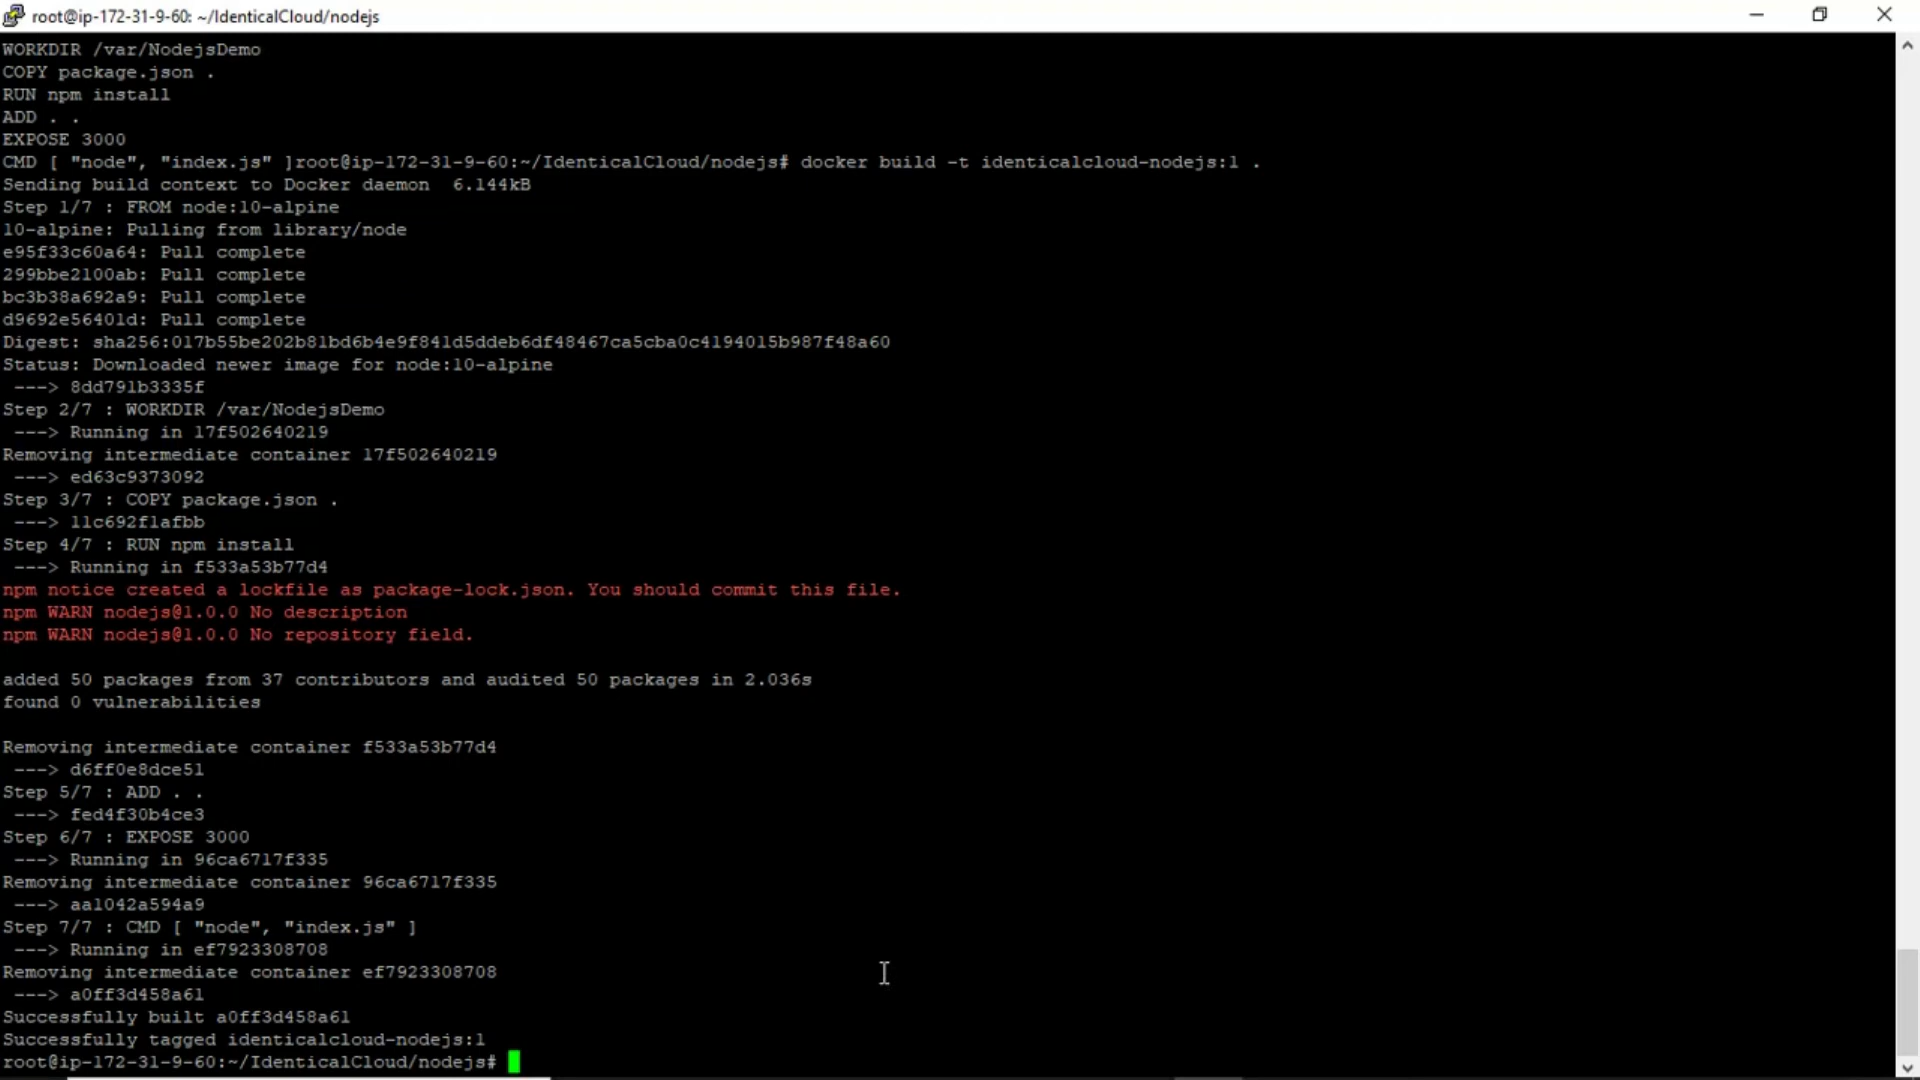 root@ip-172-31-9-60: ~/IdenticalCloud/nodejs
WORKDIR /var/NodejsDemo
COPY package.json .
RUN npm install
ADD . .
EXPOSE 3000
CMD [ "node", "index.js" ]root@ip-172-31-9-60:~/IdenticalCloud/nodejs# docker build -t identicalcloud-nodejs:1 .
Sending build context to Docker daemon  6.144kB
Step 1/7 : FROM node:10-alpine
10-alpine: Pulling from library/node
e95f33c60a64: Pull complete
299bbe2100ab: Pull complete
bc3b38a692a9: Pull complete
d9692e56401d: Pull complete
Digest: sha256:017b55be202b81bd6b4e9f841d5ddeb6df48467ca5cba0c4194015b987f48a60
Status: Downloaded newer image for node:10-alpine
 ---> 8dd791b3335f
Step 2/7 : WORKDIR /var/NodejsDemo
 ---> Running in 17f502640219
Removing intermediate container 17f502640219
 ---> ed63c9373092
Step 3/7 : COPY package.json .
 ---> 11c692f1afbb
Step 4/7 : RUN npm install
 ---> Running in f533a53b77d4
npm notice created a lockfile as package-lock.json. You should commit this file.
npm WARN nodejs@1.0.0 No description
npm WARN nodejs@1.0.0 No repository field.
added 50 packages from 37 contributors and audited 50 packages in 2.036s
found 0 vulnerabilities
Removing intermediate container f533a53b77d4
 ---> d6ff0e8dce51
Step 5/7 : ADD . .
 ---> fed4f30b4ce3
Step 6/7 : EXPOSE 3000
 ---> Running in 96ca6717f335
Removing intermediate container 96ca6717f335
 ---> aa1042a594a9
Step 7/7 : CMD [ "node", "index.js" ]
 ---> Running in ef7923308708
Removing intermediate container ef7923308708
 ---> a0ff3d458a61
Successfully built a0ff3d458a61
Successfully tagged identicalcloud-nodejs:1
root@ip-172-31-9-60:~/IdenticalCloud/nodejs#